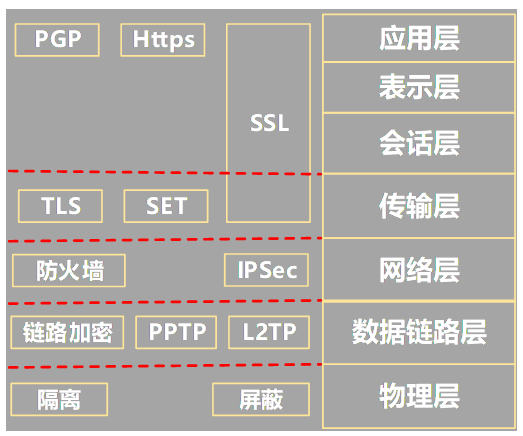 PGP Https 应用层
表示层
SSL 会话层
TLS SET 传输层
防火墙 IPSec 网络层
链路加密 PPTP L2TP 数据链路层
隔离 屏蔽 物理层